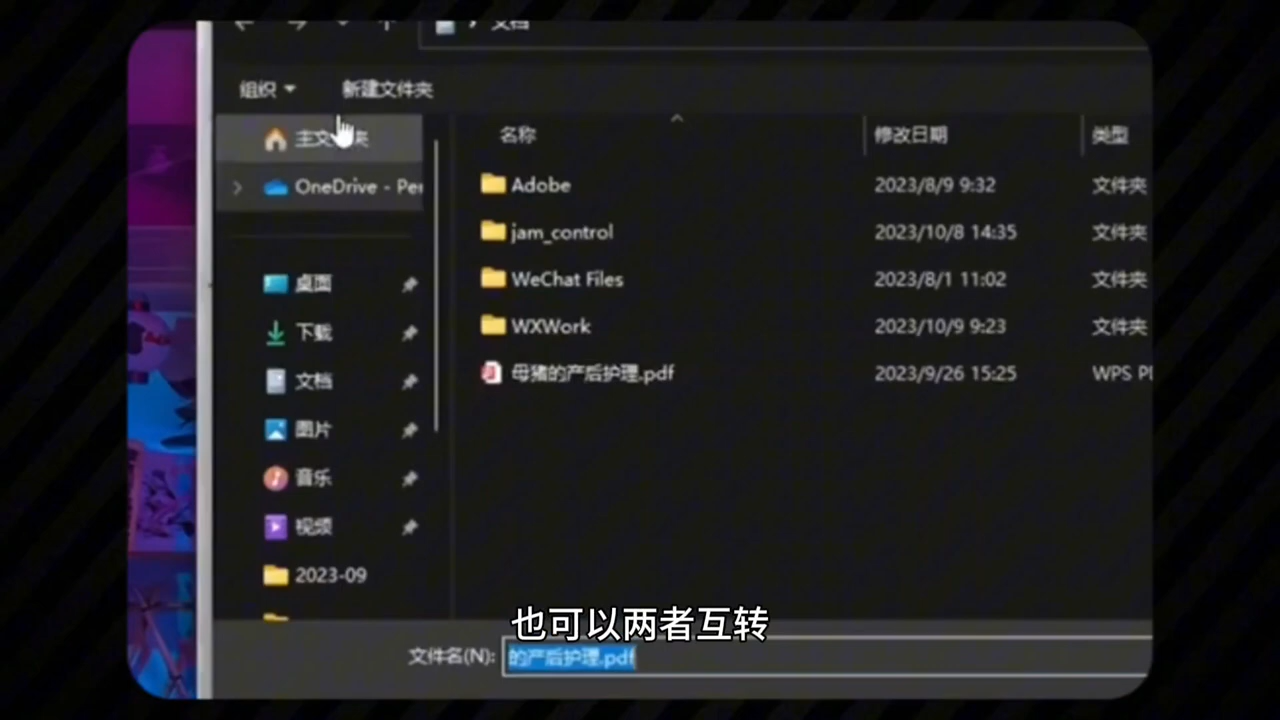 文档
组织
新建文件夹
名称
修改日期
类型
OneDrive - Per
Adobe
2023/8/9 9:32
文件夹
jam_control
2023/10/8 14:35
文件夹
桌面
WeChat Files
2023/8/1 11:02
文件夹
下载
WXWork
2023/10/9 9:23
文件夹
文档
母猪的产后护理.pdf
2023/9/26 15:25
WPS
图片
音乐
视频
2023-09
也可以两者互转
文件名(N):
的产后护理.pdf